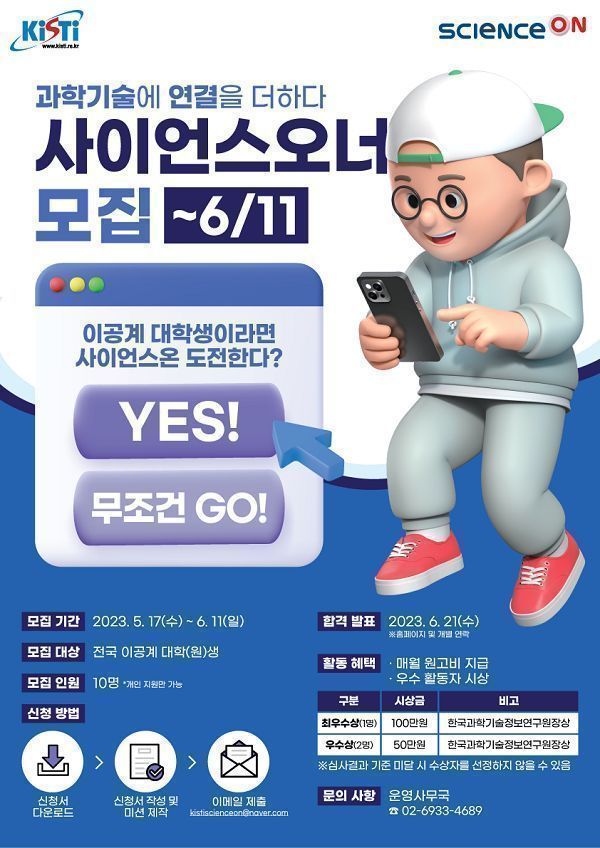 KiSTi
www.kisti.re.kr
SCIENCE ON
과학기술에 연결을 더하다
사이언스오너
모집 ~6/11
이공계 대학생이라면
사이언스온 도전한다?
YES!
무조건 GO!
모집 기간 2023. 5. 17(수) ~ 6. 11(일)
모집 대상 전국 이공계 대학(원)생
모집 인원 10명 *개인 지원만 가능
신청 방법
신청서
다운로드
신청서 작성 및
미션 제작
이메일 제출
kistiscienceon@naver.com
합격 발표 2023. 6. 21(수)
※홈페이지 및 개별 연락
활동 혜택 · 매월 원고비 지급
· 우수 활동자 시상
구분 시상금 비고
최우수상(1명) 100만원 한국과학기술정보연구원장상
우수상(2명) 50만원 한국과학기술정보연구원장상
※심사결과 기준 미달 시 수상자를 선정하지 않을 수 있음
문의 사항 운영사무국
☎ 02-6933-4689